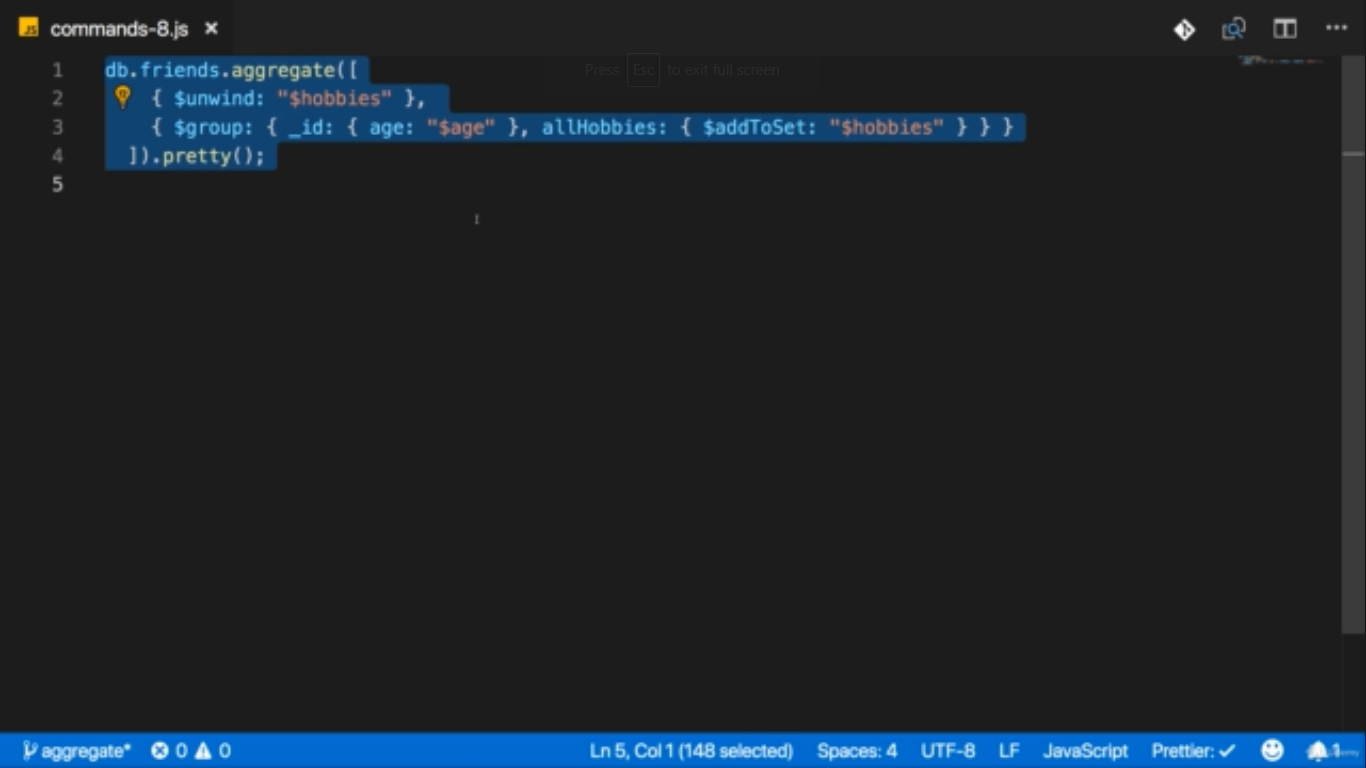 JS commands-8.js ×
Press Esc to exit full screen
1 db.friends.aggregate([
2 { $unwind: "$hobbies" },
3 { $group: { _id: { age: "$age" }, allHobbies: { $addToSet: "$hobbies" } } }
4 ]).pretty();
5
aggregate* 0 0 Ln 5, Col 1 (148 selected) Spaces: 4 UTF-8 LF JavaScript Prettier: ✓ 1